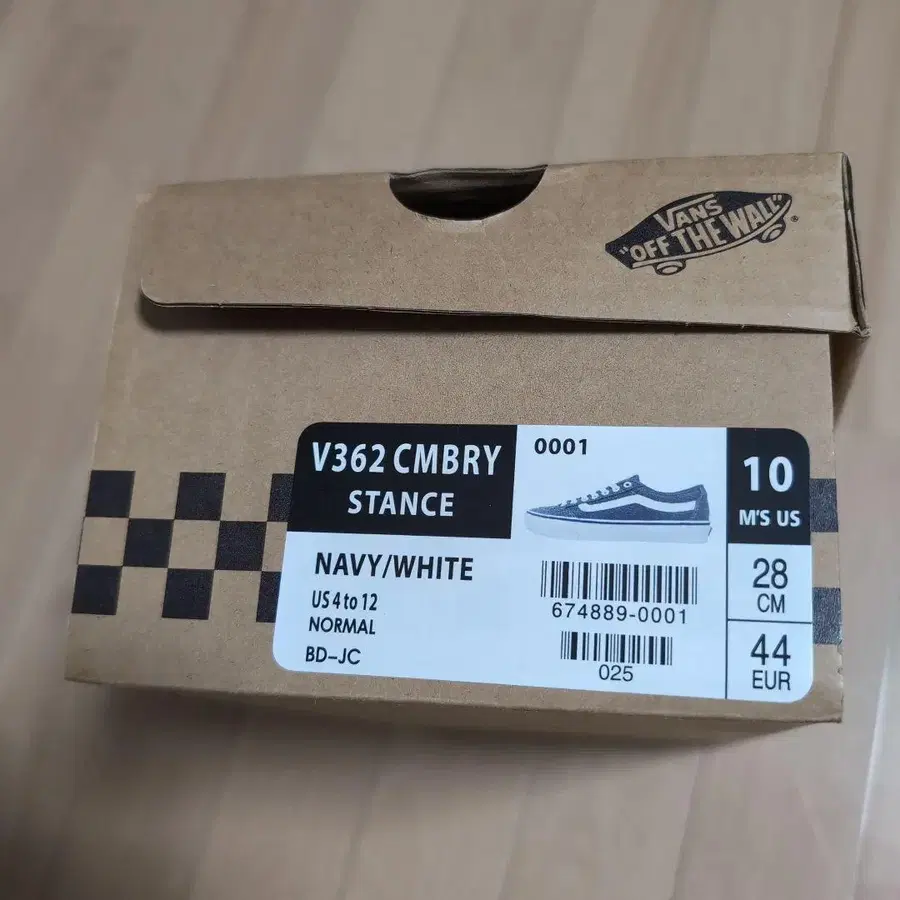 VANS
"OFF THE WALL"
V362 CMBRY
STANCE
0001
10
M'S US
NAVY/WHITE
US 4 to 12
NORMAL
BD-JC
674889-0001
025
28
CM
44
EUR